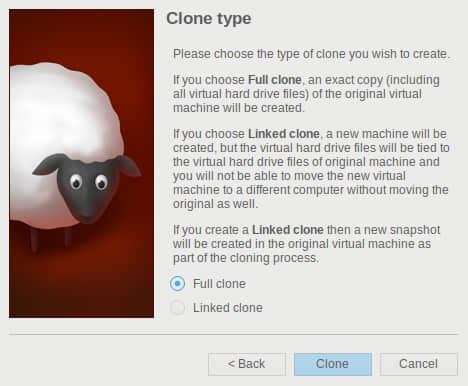 Clone type
Please choose the type of clone you wish to create.
If you choose Full clone, an exact copy (including
all virtual hard drive files) of the original virtual
machine will be created.
If you choose Linked clone, a new machine will be
created, but the virtual hard drive files will be tied to
the virtual hard drive files of original machine and
you will not be able to move the new virtual
machine to a different computer without moving the
original as well.
If you create a Linked clone then a new snapshot
will be created in the original virtual machine as
part of the cloning process.
Full clone
Linked clone
< Back
Clone
Cancel